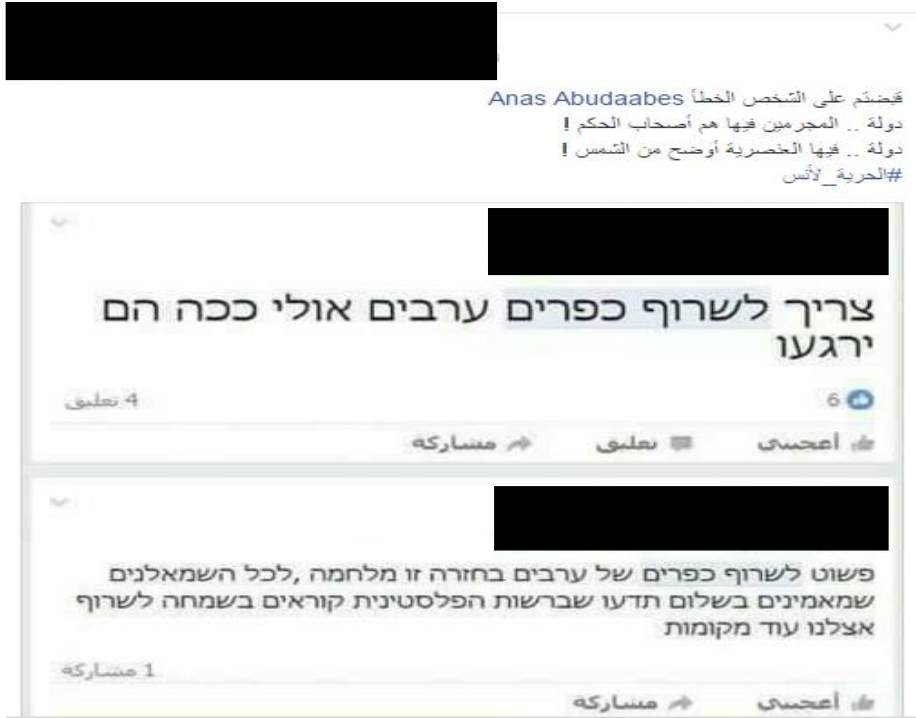 قبضتم على الشخص الخطأ Anas Abudaabes
دولة .. المجرمين فيها هم أصحاب الحكم !
دولة .. فيها العنصرية أوضح من الشمس !
#الحرية_لأنس
צריך לשרוף כפרים ערבים אולי ככה הם
ירגעו
6
4 تعليق
أعجبني تعليق مشاركة
פשוט לשרוף כפרים של ערבים בחזרה זו מלחמה ,לכל השמאלנים
שמאמינים בשלום תדעו שברשות הפלסטינית קוראים בשמחה לשרוף
אצלנו עוד מקומות
1 مشاركة
أعجبني مشاركة